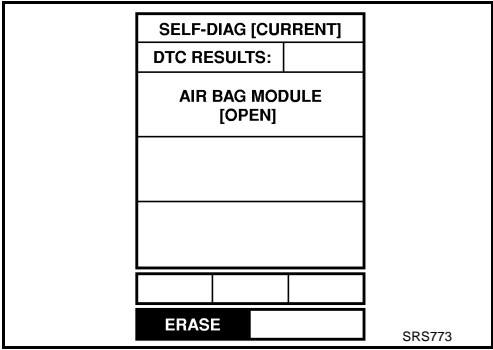 SELF-DIAG [CURRENT]
DTC RESULTS:
AIR BAG MODULE
[OPEN]
ERASE
SRS773